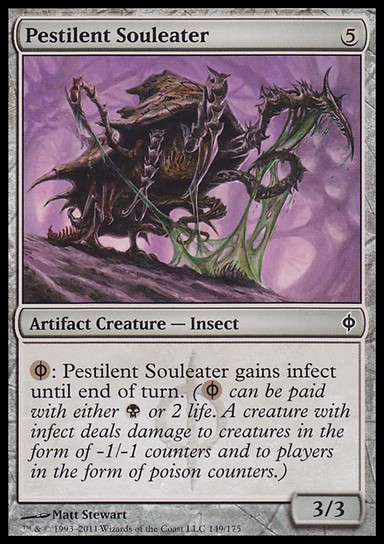 Pestilent Souleater 5
Artifact Creature — Insect
: Pestilent Souleater gains infect
until end of turn. ( can be paid
with either or 2 life. A creature with
infect deals damage to creatures in the
form of -1/-1 counters and to players
in the form of poison counters.)
Matt Stewart
™ & © 1993–2011 Wizards of the Coast LLC 149/175
3/3